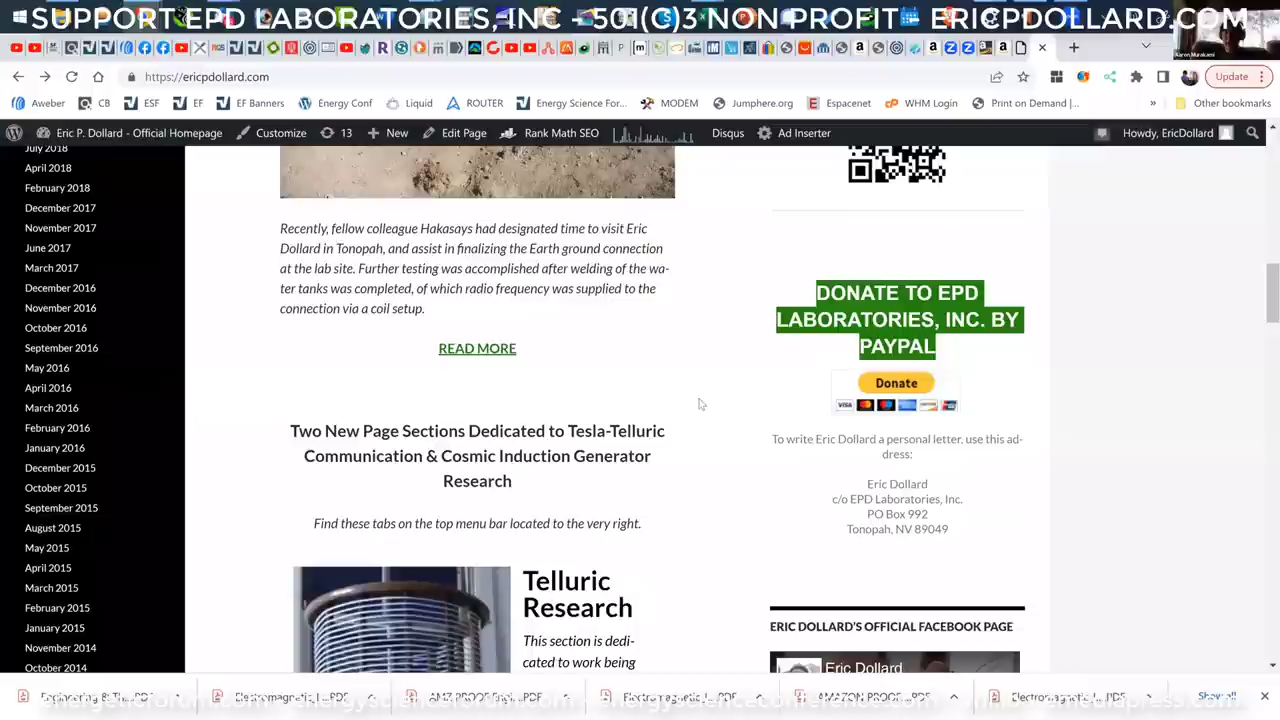 SUPPORT EPD LABORATORIES, INC - 501(C)3 NON PROFIT - ERICPDOLLARD.COM
Aaron Murakami
https://ericpdollard.com
Update
Aweber
CB
ESF
EF
EF Banners
Energy Conf
Liquid
ROUTER
Energy Science For...
MODEM
Jumphere.org
Espacenet
WHM Login
Print on Demand |...
»
Other bookmarks
Eric P. Dollard - Official Homepage
Customize
13
New
Edit Page
Rank Math SEO
Disqus
Ad Inserter
Howdy, EricDollard
July 2018
April 2018
February 2018
December 2017
November 2017
June 2017
March 2017
December 2016
November 2016
October 2016
September 2016
May 2016
April 2016
March 2016
February 2016
January 2016
December 2015
October 2015
September 2015
August 2015
May 2015
April 2015
March 2015
February 2015
January 2015
November 2014
October 2014
Recently, fellow colleague Hakasays had designated time to visit Eric
Dollard in Tonopah, and assist in finalizing the Earth ground connection
at the lab site. Further testing was accomplished after welding of the wa-
ter tanks was completed, of which radio frequency was supplied to the
connection via a coil setup.
READ MORE
Two New Page Sections Dedicated to Tesla-Telluric
Communication & Cosmic Induction Generator
Research
Find these tabs on the top menu bar located to the very right.
Telluric
Research
This section is dedi-
cated to work being
DONATE TO EPD
LABORATORIES, INC. BY
PAYPAL
Donate
VISA
To write Eric Dollard a personal letter, use this ad-
dress:
Eric Dollard
c/o EPD Laboratories, Inc.
PO Box 992
Tonopah, NV 89049
ERIC DOLLARD'S OFFICIAL FACEBOOK PAGE
Eric Dollard
Show all